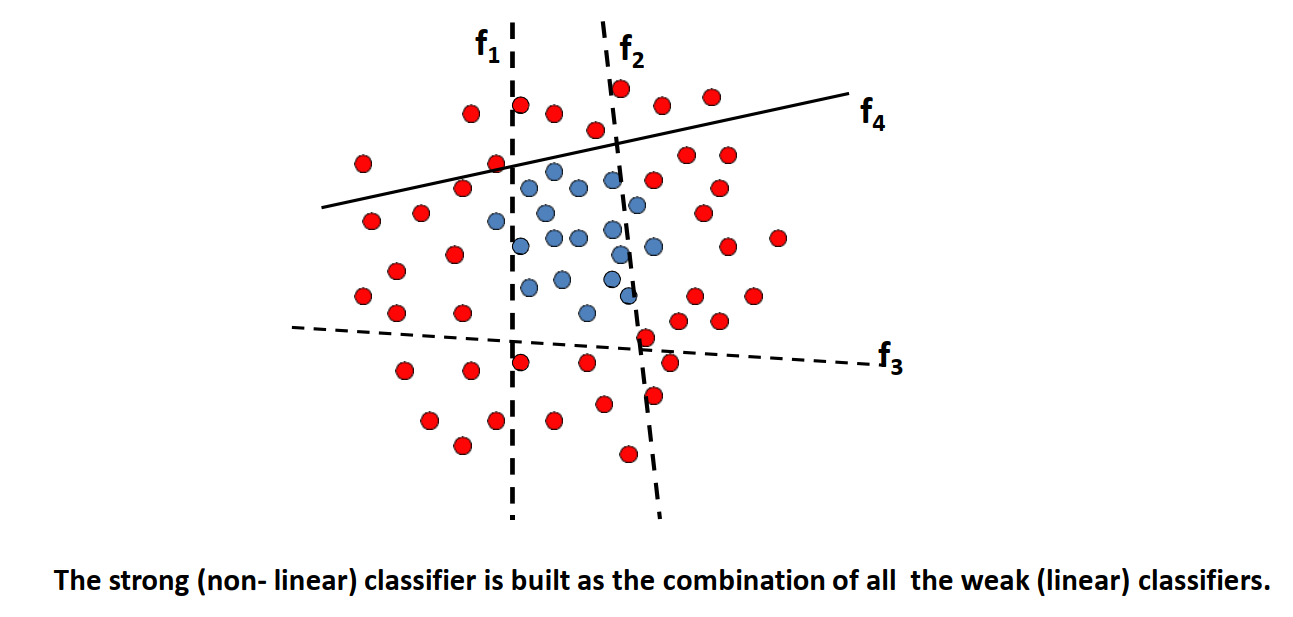 f1
f2
f4
f3
The strong (non- linear) classifier is built as the combination of all  the weak (linear) classifiers.